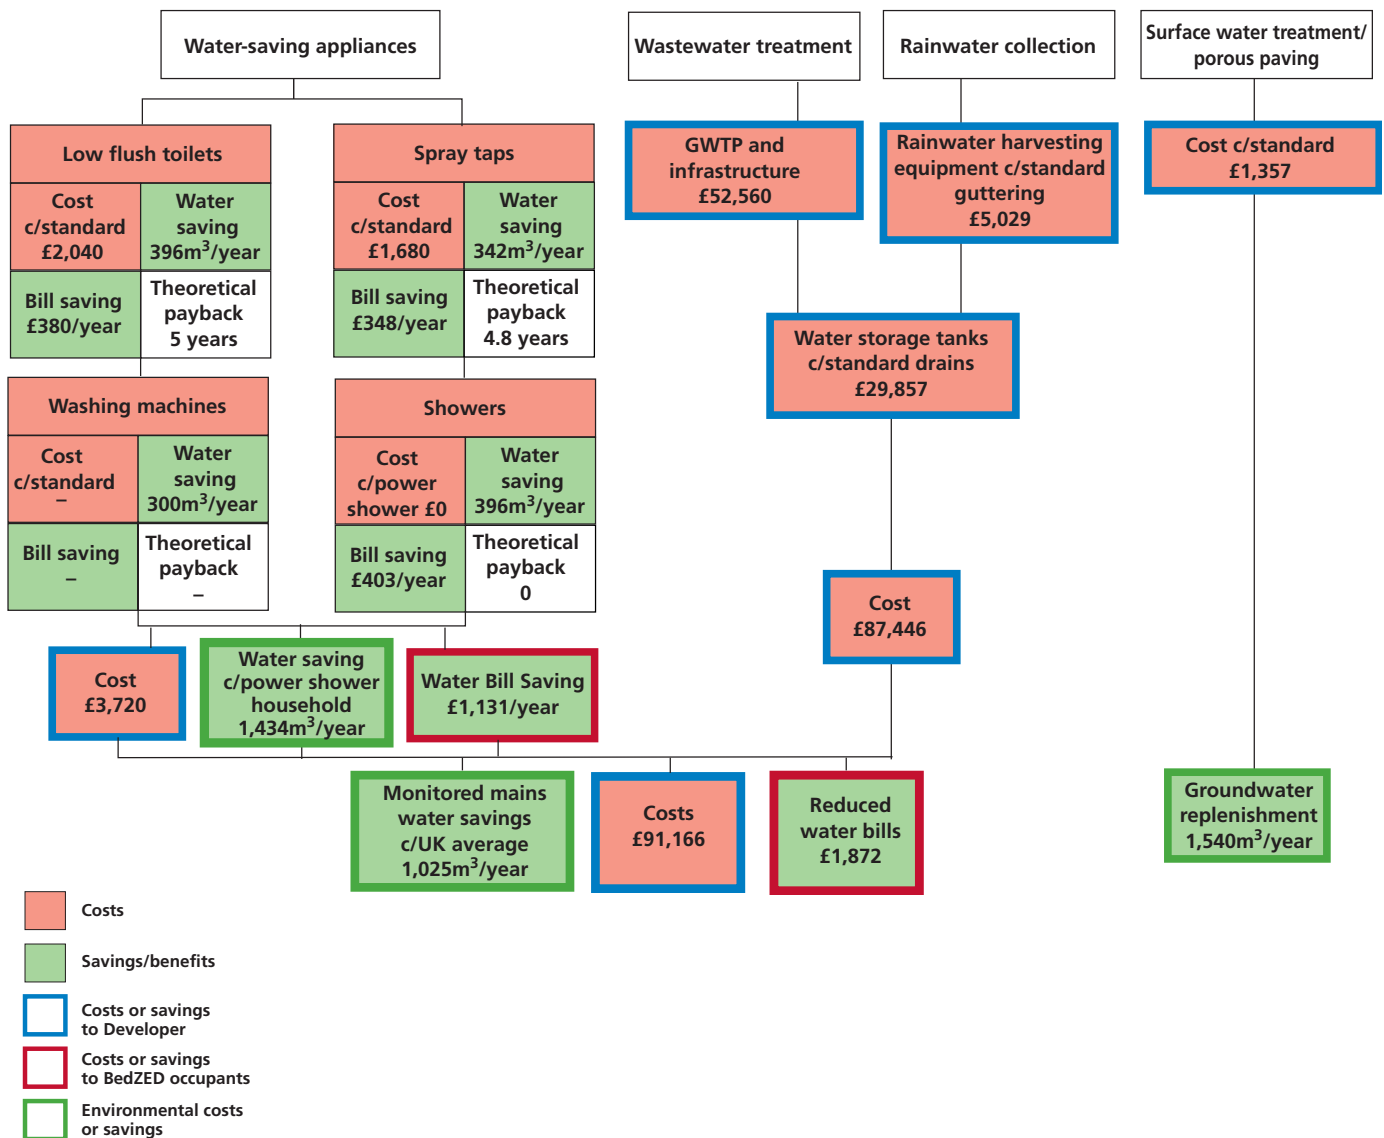 Water-saving appliances
Wastewater treatment
Rainwater collection
Surface water treatment/
porous paving
Low flush toilets
Cost
c/standard
£2,040
Water
saving
396m³/year
Bill saving
£380/year
Theoretical
payback
5 years
Spray taps
Cost
c/standard
£1,680
Water
saving
342m³/year
Bill saving
£348/year
Theoretical
payback
4.8 years
GWTP and
infrastructure
£52,560
Rainwater harvesting
equipment c/standard
guttering
£5,029
Cost c/standard
£1,357
Water storage tanks
c/standard drains
£29,857
Washing machines
Cost
c/standard
–
Water
saving
300m³/year
Bill saving
–
Theoretical
payback
–
Showers
Cost
c/power
shower £0
Water
saving
396m³/year
Bill saving
£403/year
Theoretical
payback
0
Cost
£87,446
Cost
£3,720
Water saving
c/power shower
household
1,434m³/year
Water Bill Saving
£1,131/year
Monitored mains
water savings
c/UK average
1,025m³/year
Costs
£91,166
Reduced
water bills
£1,872
Groundwater
replenishment
1,540m³/year
Costs
Savings/benefits
Costs or savings
to Developer
Costs or savings
to BedZED occupants
Environmental costs
or savings